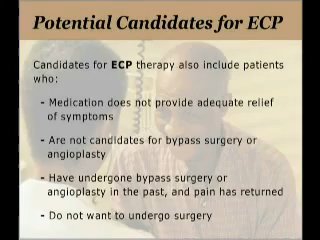 Potential Candidates for ECP
Candidates for ECP therapy also include patients
who:
- Medication does not provide adequate relief
of symptoms
- Are not candidates for bypass surgery or
angioplasty
- Have undergone bypass surgery or
angioplasty in the past, and pain has returned
- Do not want to undergo surgery